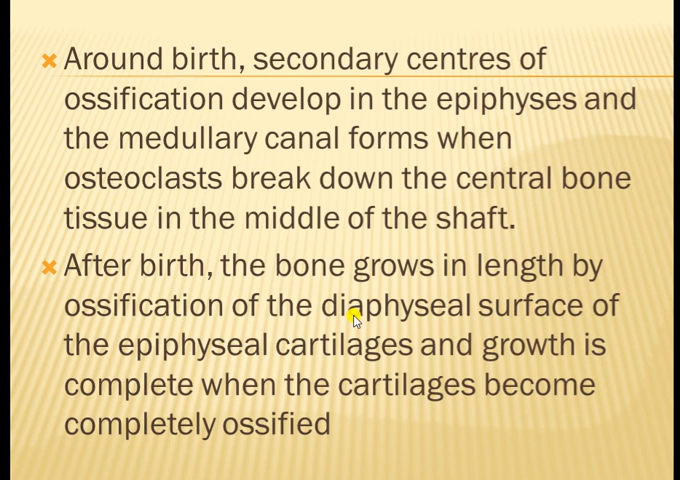 Around birth, secondary centres of
ossification develop in the epiphyses and
the medullary canal forms when
osteoclasts break down the central bone
tissue in the middle of the shaft.
After birth, the bone grows in length by
ossification of the diaphyseal surface of
the epiphyseal cartilages and growth is
complete when the cartilages become
completely ossified